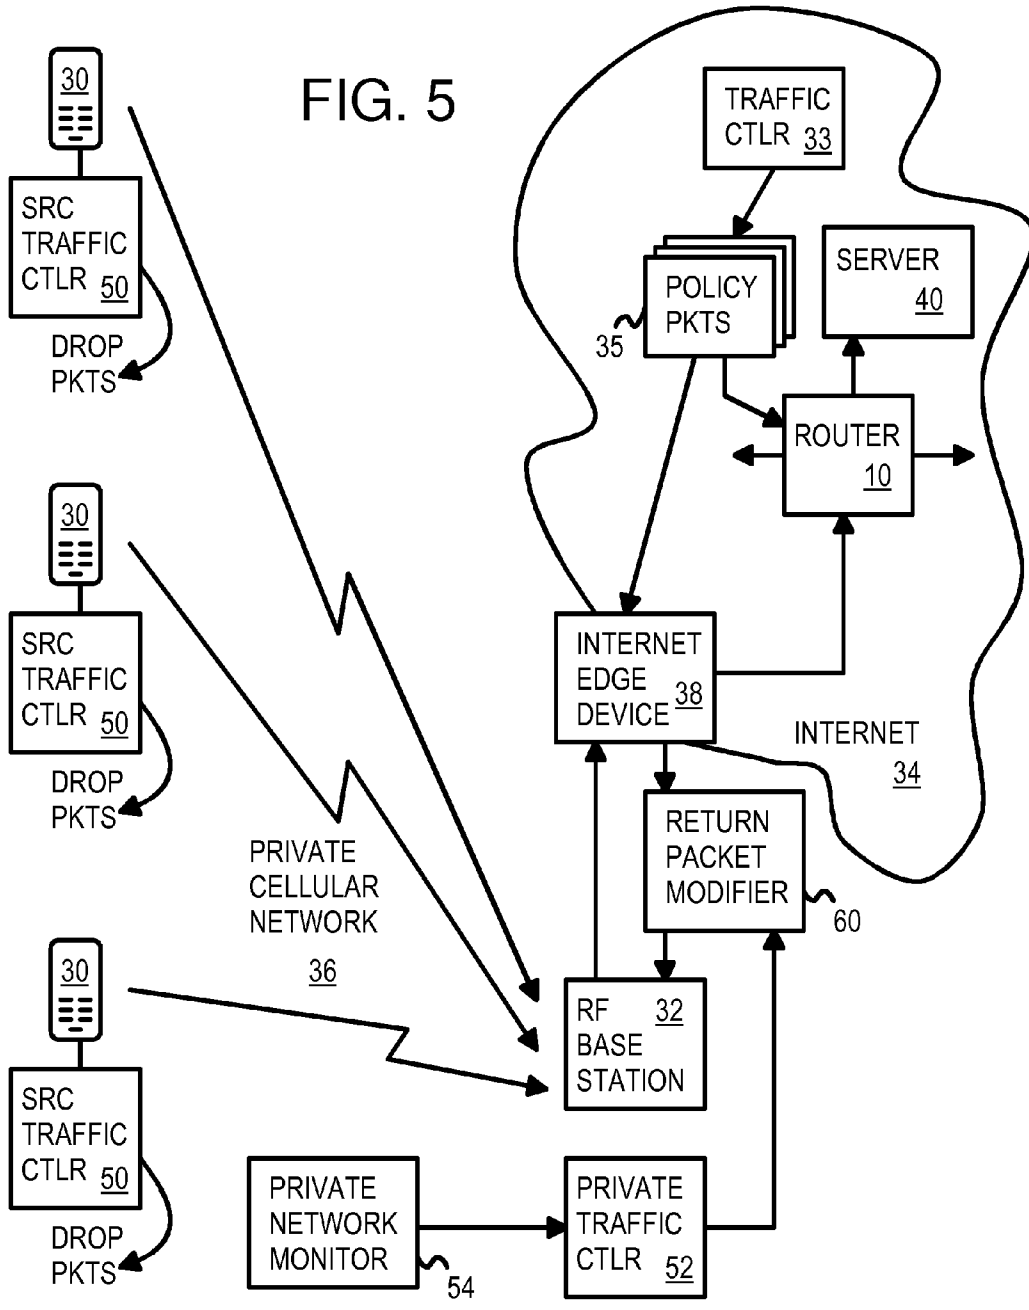 FIG. 5
30
SRC
TRAFFIC
CTLR 50
DROP
PKTS
TRAFFIC
CTLR 33
POLICY
PKTS
35
SERVER
40
ROUTER
10
30
SRC
TRAFFIC
CTLR 50
DROP
PKTS
INTERNET
EDGE
DEVICE 38
INTERNET
34
PRIVATE
CELLULAR
NETWORK
36
RETURN
PACKET
MODIFIER
60
30
SRC
TRAFFIC
CTLR 50
DROP
PKTS
32
RF
BASE
STATION
PRIVATE
NETWORK
MONITOR
54
PRIVATE
TRAFFIC
CTLR 52